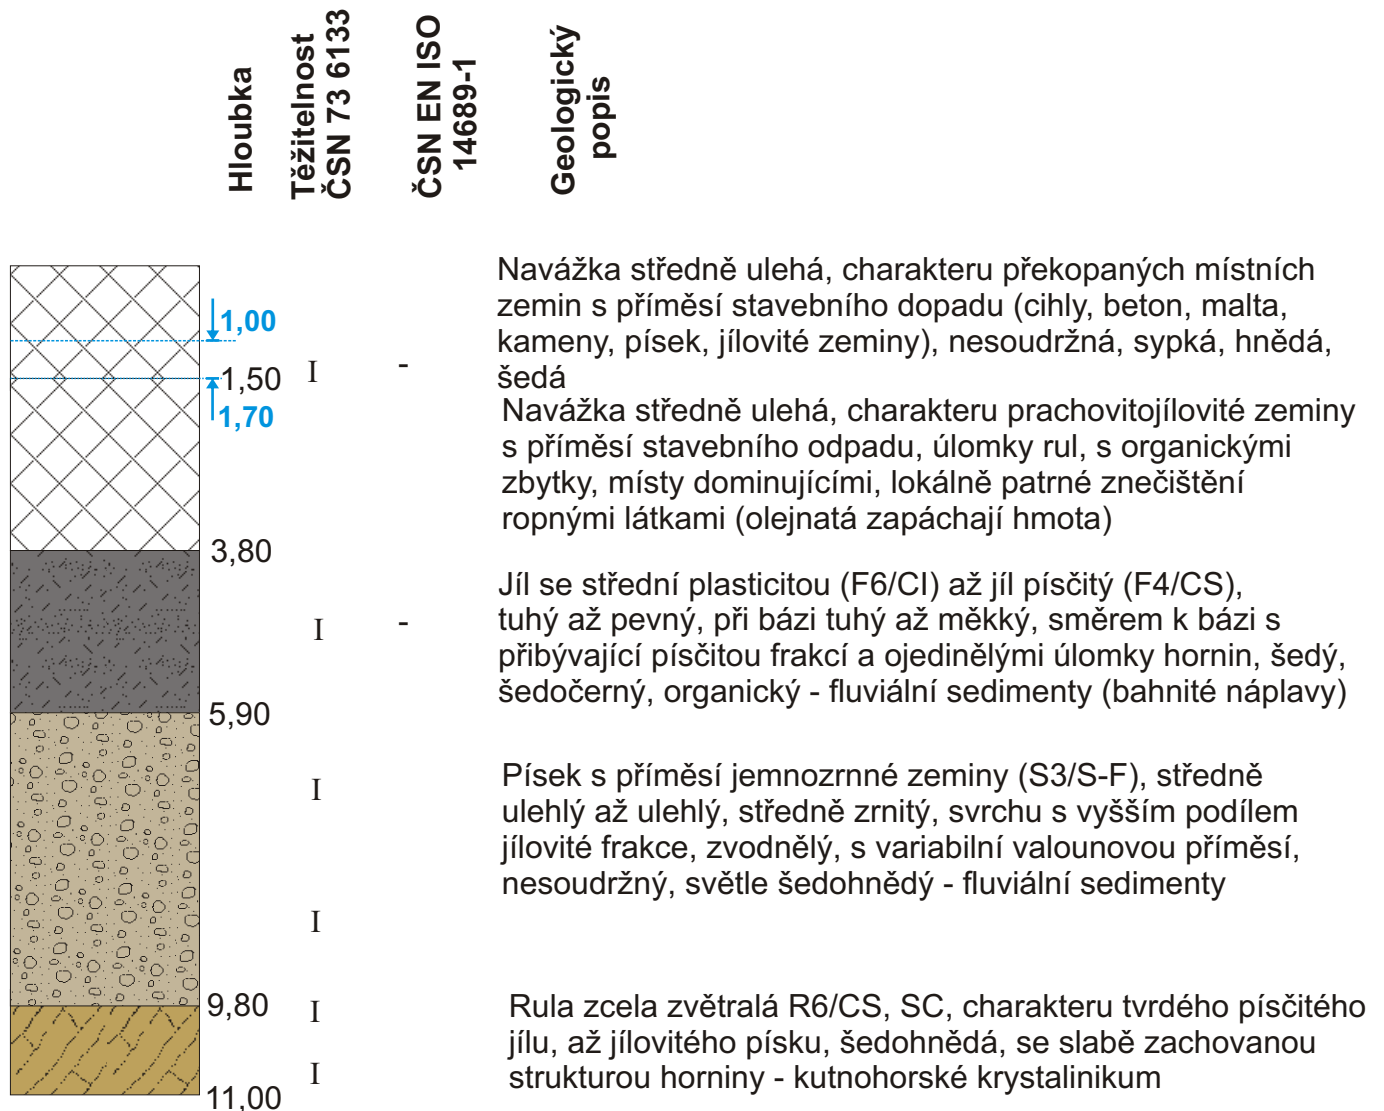 Hloubka
Těžitelnost
ČSN 73 6133
ČSN EN ISO
14689-1
Geologický
popis
Navážka středně ulehá, charakteru překopaných místních
zemin s příměsí stavebního dopadu (cihly, beton, malta,
kameny, písek, jílovité zeminy), nesoudržná, sypká, hnědá,
šedá
1,00
1,50 I -
1,70
Navážka středně ulehá, charakteru prachovitojílovité zeminy
s příměsí stavebního odpadu, úlomky rul, s organickými
zbytky, místy dominujícími, lokálně patrné znečištění
ropnými látkami (olejnatá zapáchají hmota)
3,80
Jíl se střední plasticitou (F6/CI) až jíl písčitý (F4/CS),
tuhý až pevný, při bázi tuhý až měkký, směrem k bázi s
přibývající písčitou frakcí a ojedinělými úlomky hornin, šedý,
šedočerný, organický - fluviální sedimenty (bahnité náplavy)
I -
5,90
Písek s příměsí jemnozrnné zeminy (S3/S-F), středně
ulehlý až ulehlý, středně zrnitý, svrchu s vyšším podílem
jílovité frakce, zvodnělý, s variabilní valounovou příměsí,
nesoudržný, světle šedohnědý - fluviální sedimenty
I
I
9,80 I
Rula zcela zvětralá R6/CS, SC, charakteru tvrdého písčitého
jílu, až jílovitého písku, šedohnědá, se slabě zachovanou
strukturou horniny - kutnohorské krystalinikum
I
11,00